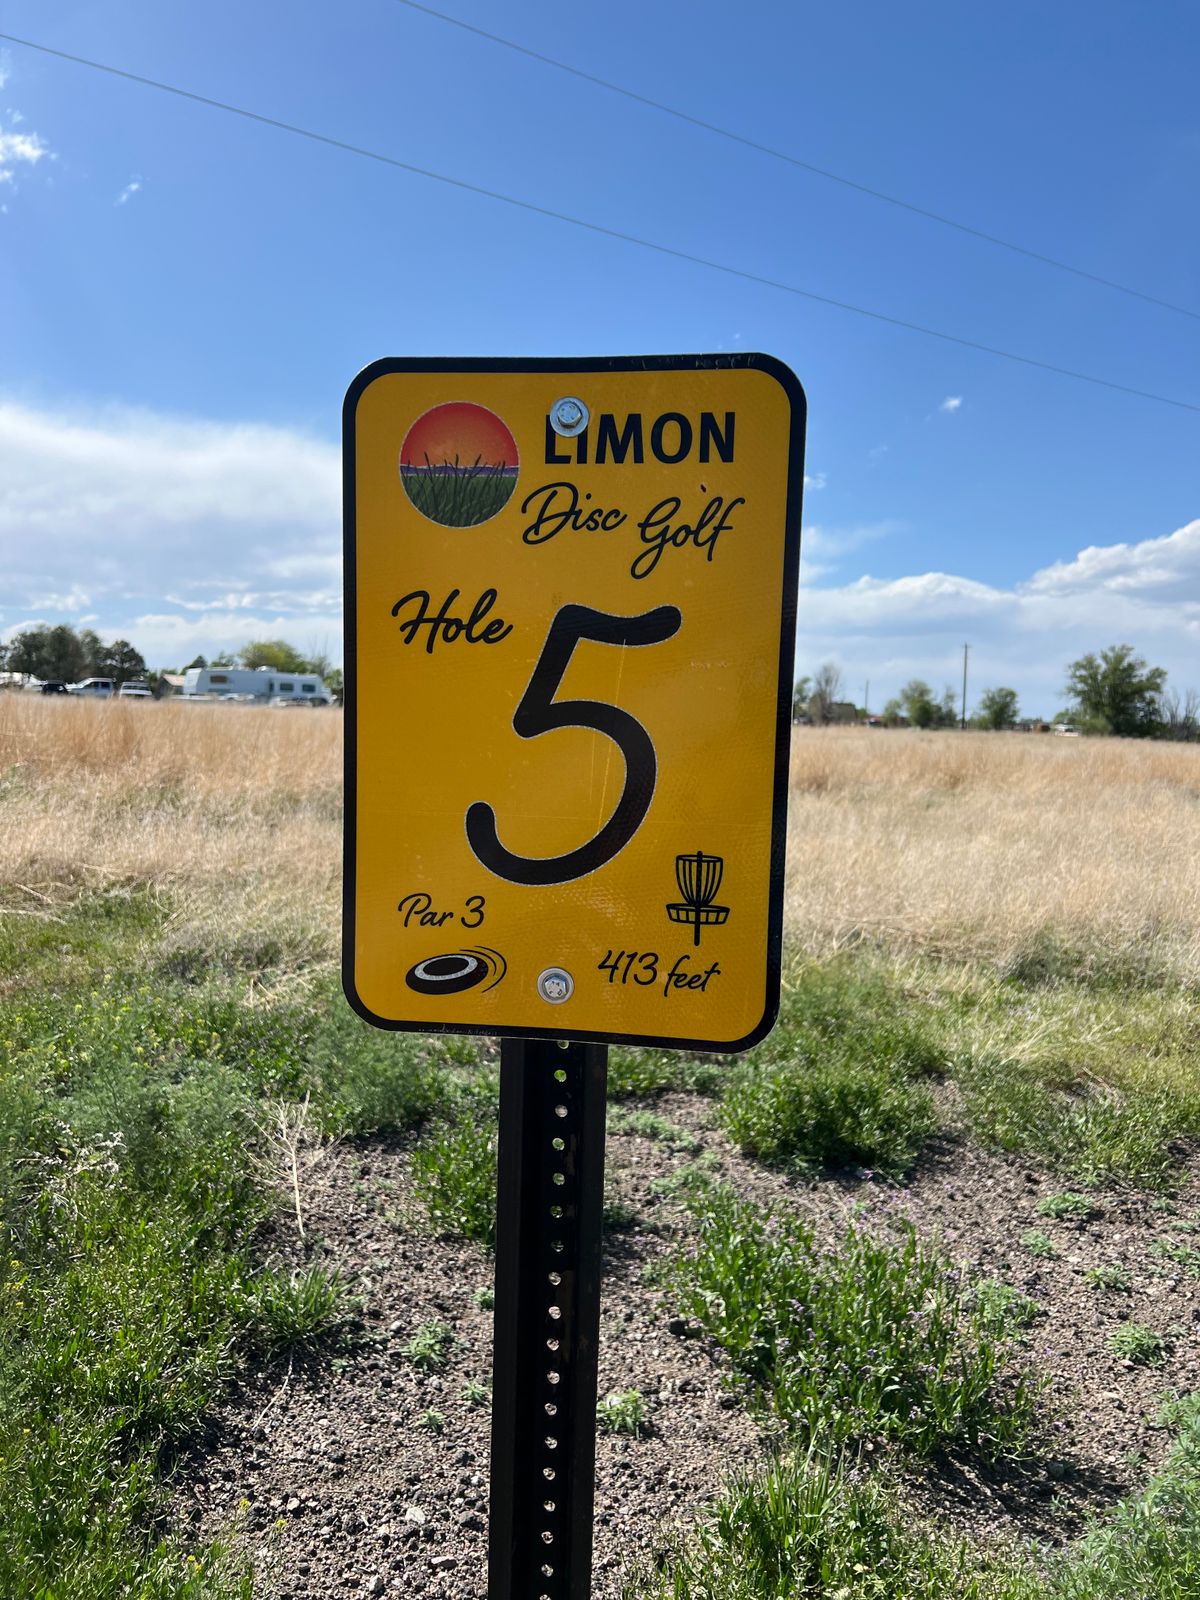 LIMON
Disc Golf
Hole
5
Par 3
413 feet